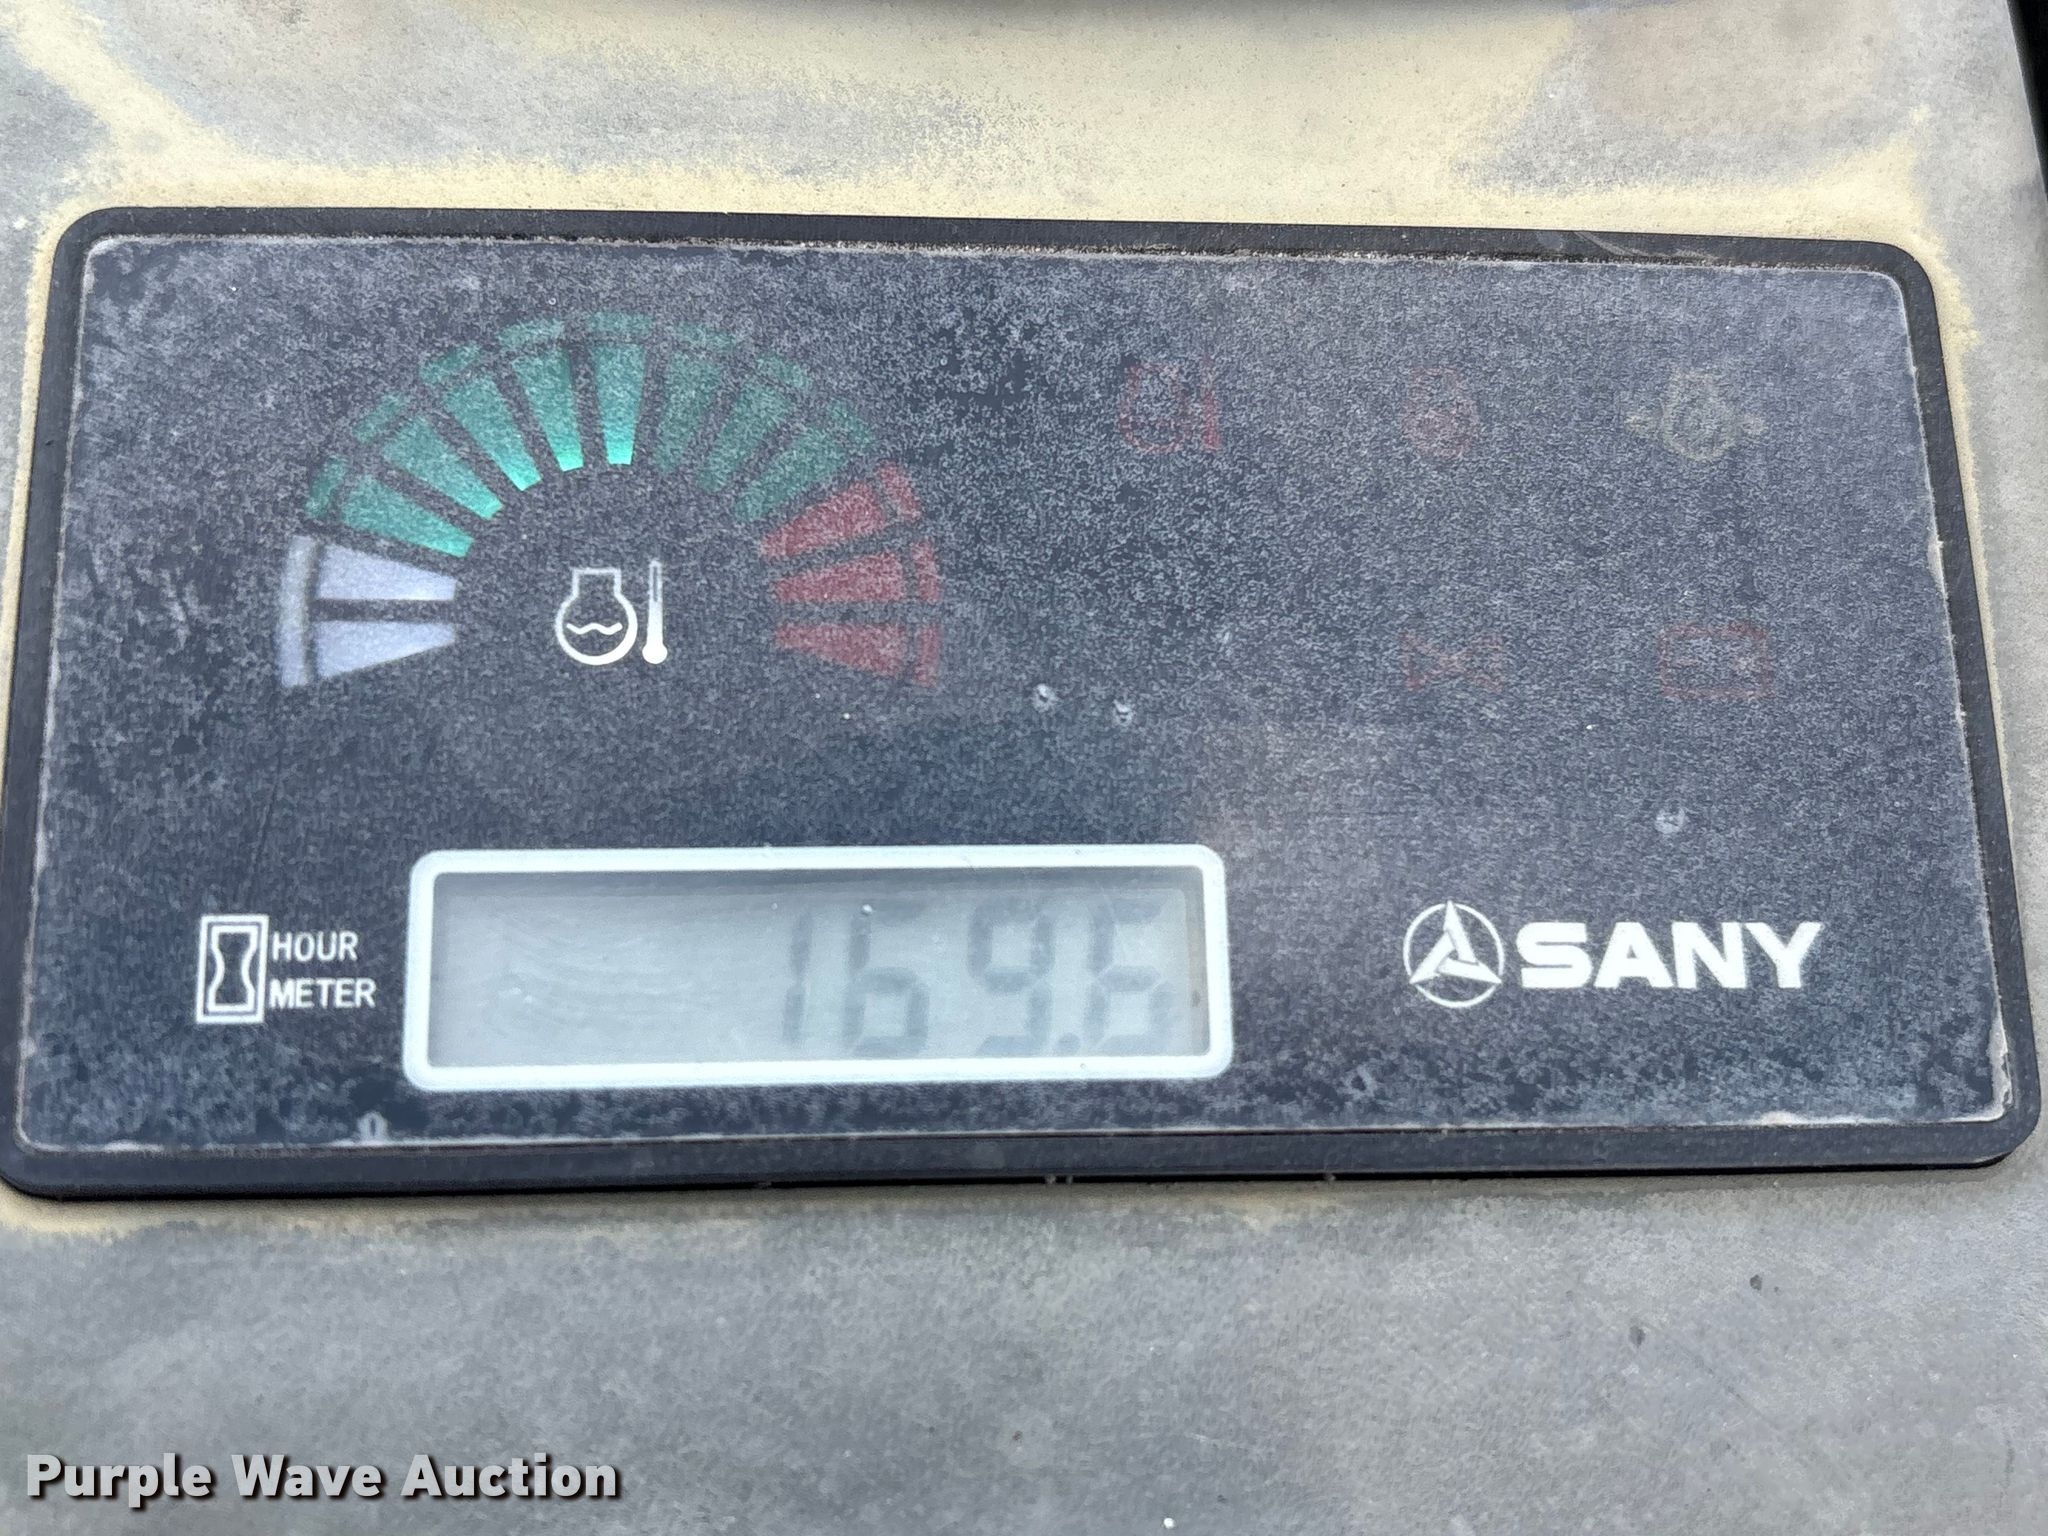 HOUR
METER
169.6
SANY
Purple Wave Auction